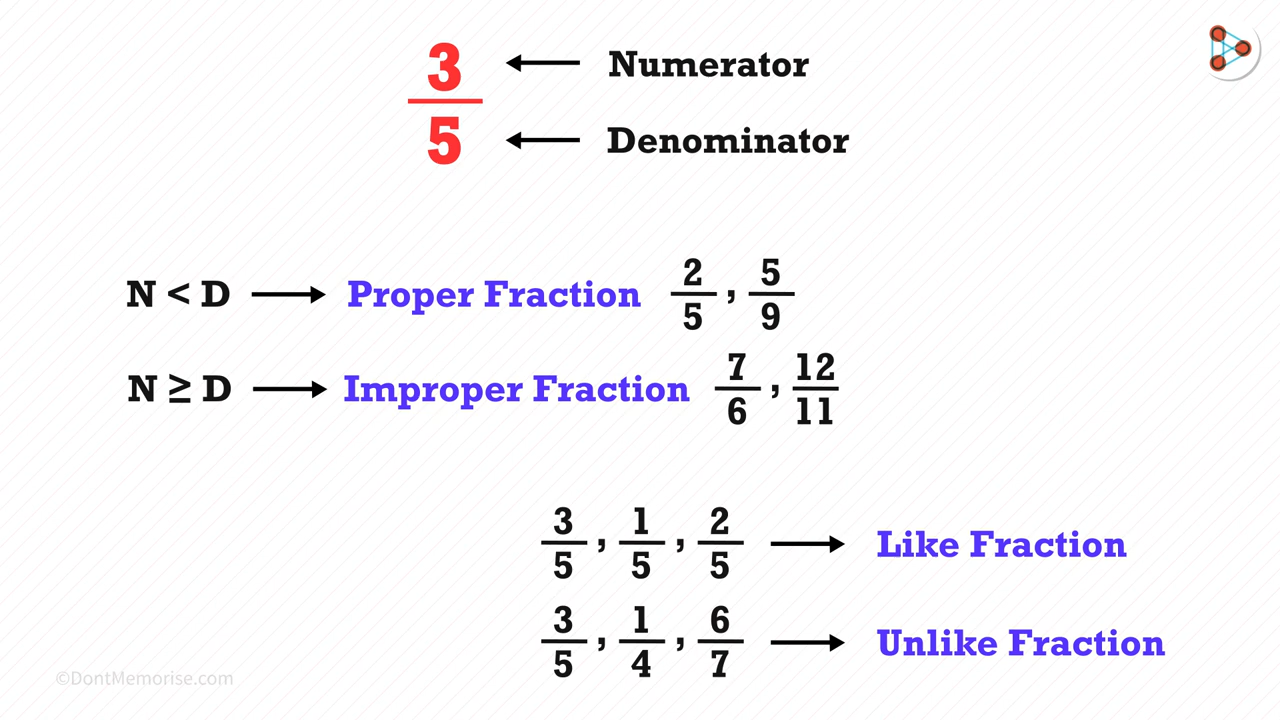 3/5
Numerator
Denominator
N < D Proper Fraction 2/5 , 5/9
N ≥ D Improper Fraction 7/6 , 12/11
3/5 , 1/5 , 2/5 Like Fraction
3/5 , 1/4 , 6/7 Unlike Fraction
©DontMemorise.com